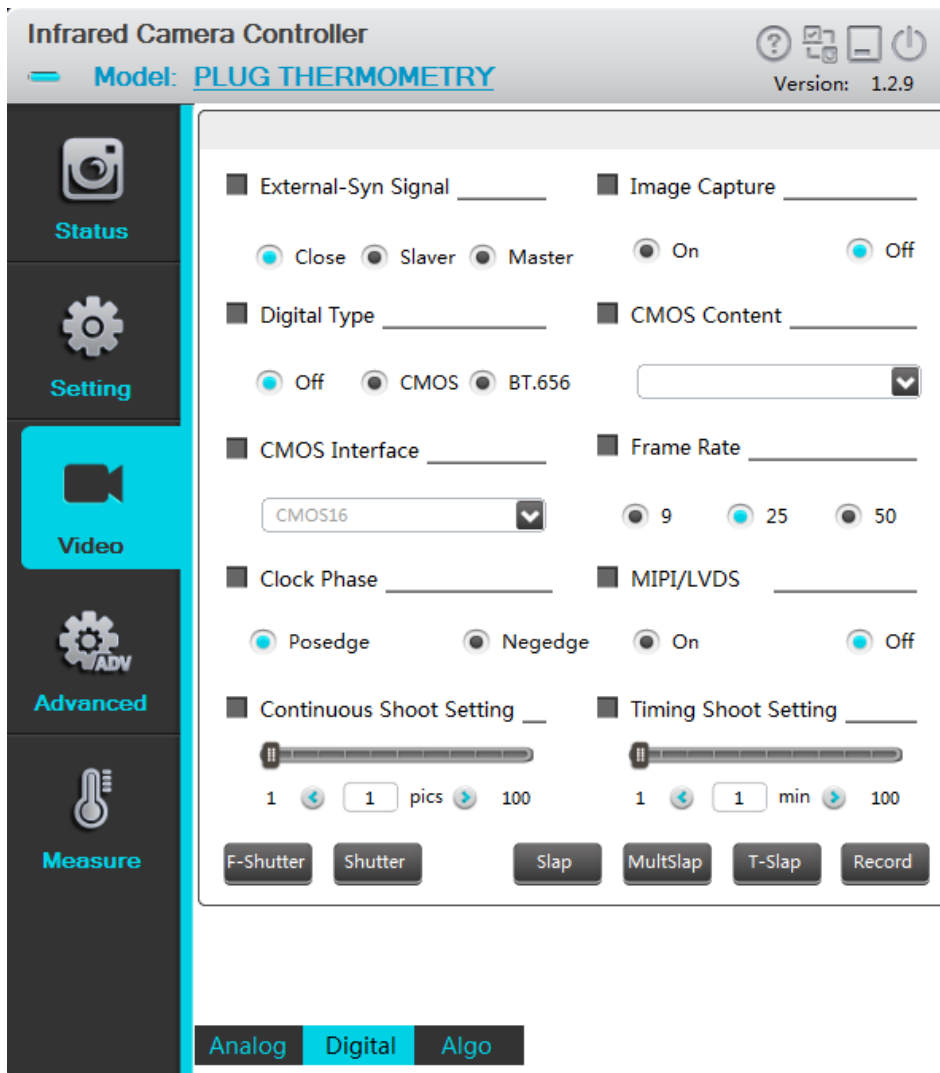 Infrared Camera Controller
Model: PLUG THERMOMETRY
Version: 1.2.9
Status
Setting
Video
ADV
Advanced
Measure
External-Syn Signal
Close Slaver Master
Image Capture
On Off
Digital Type
Off CMOS BT.656
CMOS Content
CMOS Interface
CMOS16
Frame Rate
9 25 50
Clock Phase
Posedge Negedge
MIPI/LVDS
On Off
Continuous Shoot Setting
1 1 pics 100
Timing Shoot Setting
1 1 min 100
F-Shutter Shutter Slap MultSlap T-Slap Record
Analog Digital Algo